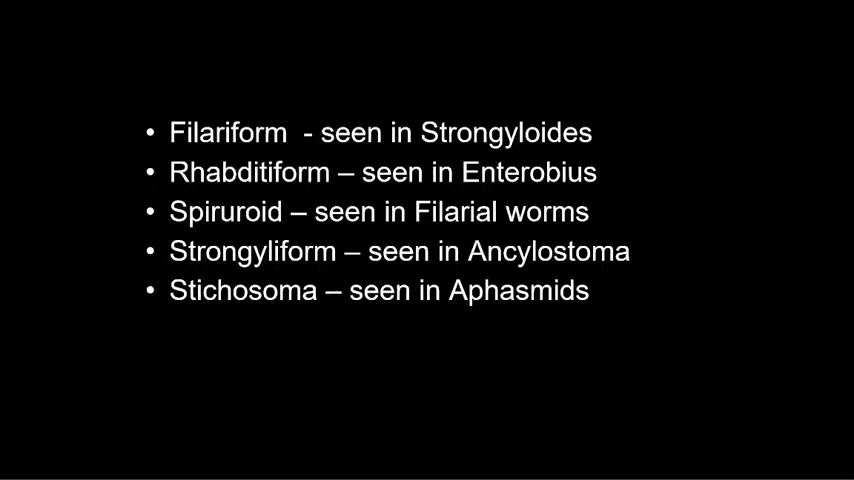 • Filariform  - seen in Strongyloides
• Rhabditiform – seen in Enterobius
• Spiruroid – seen in Filarial worms
• Strongyliform – seen in Ancylostoma
• Stichosoma – seen in Aphasmids